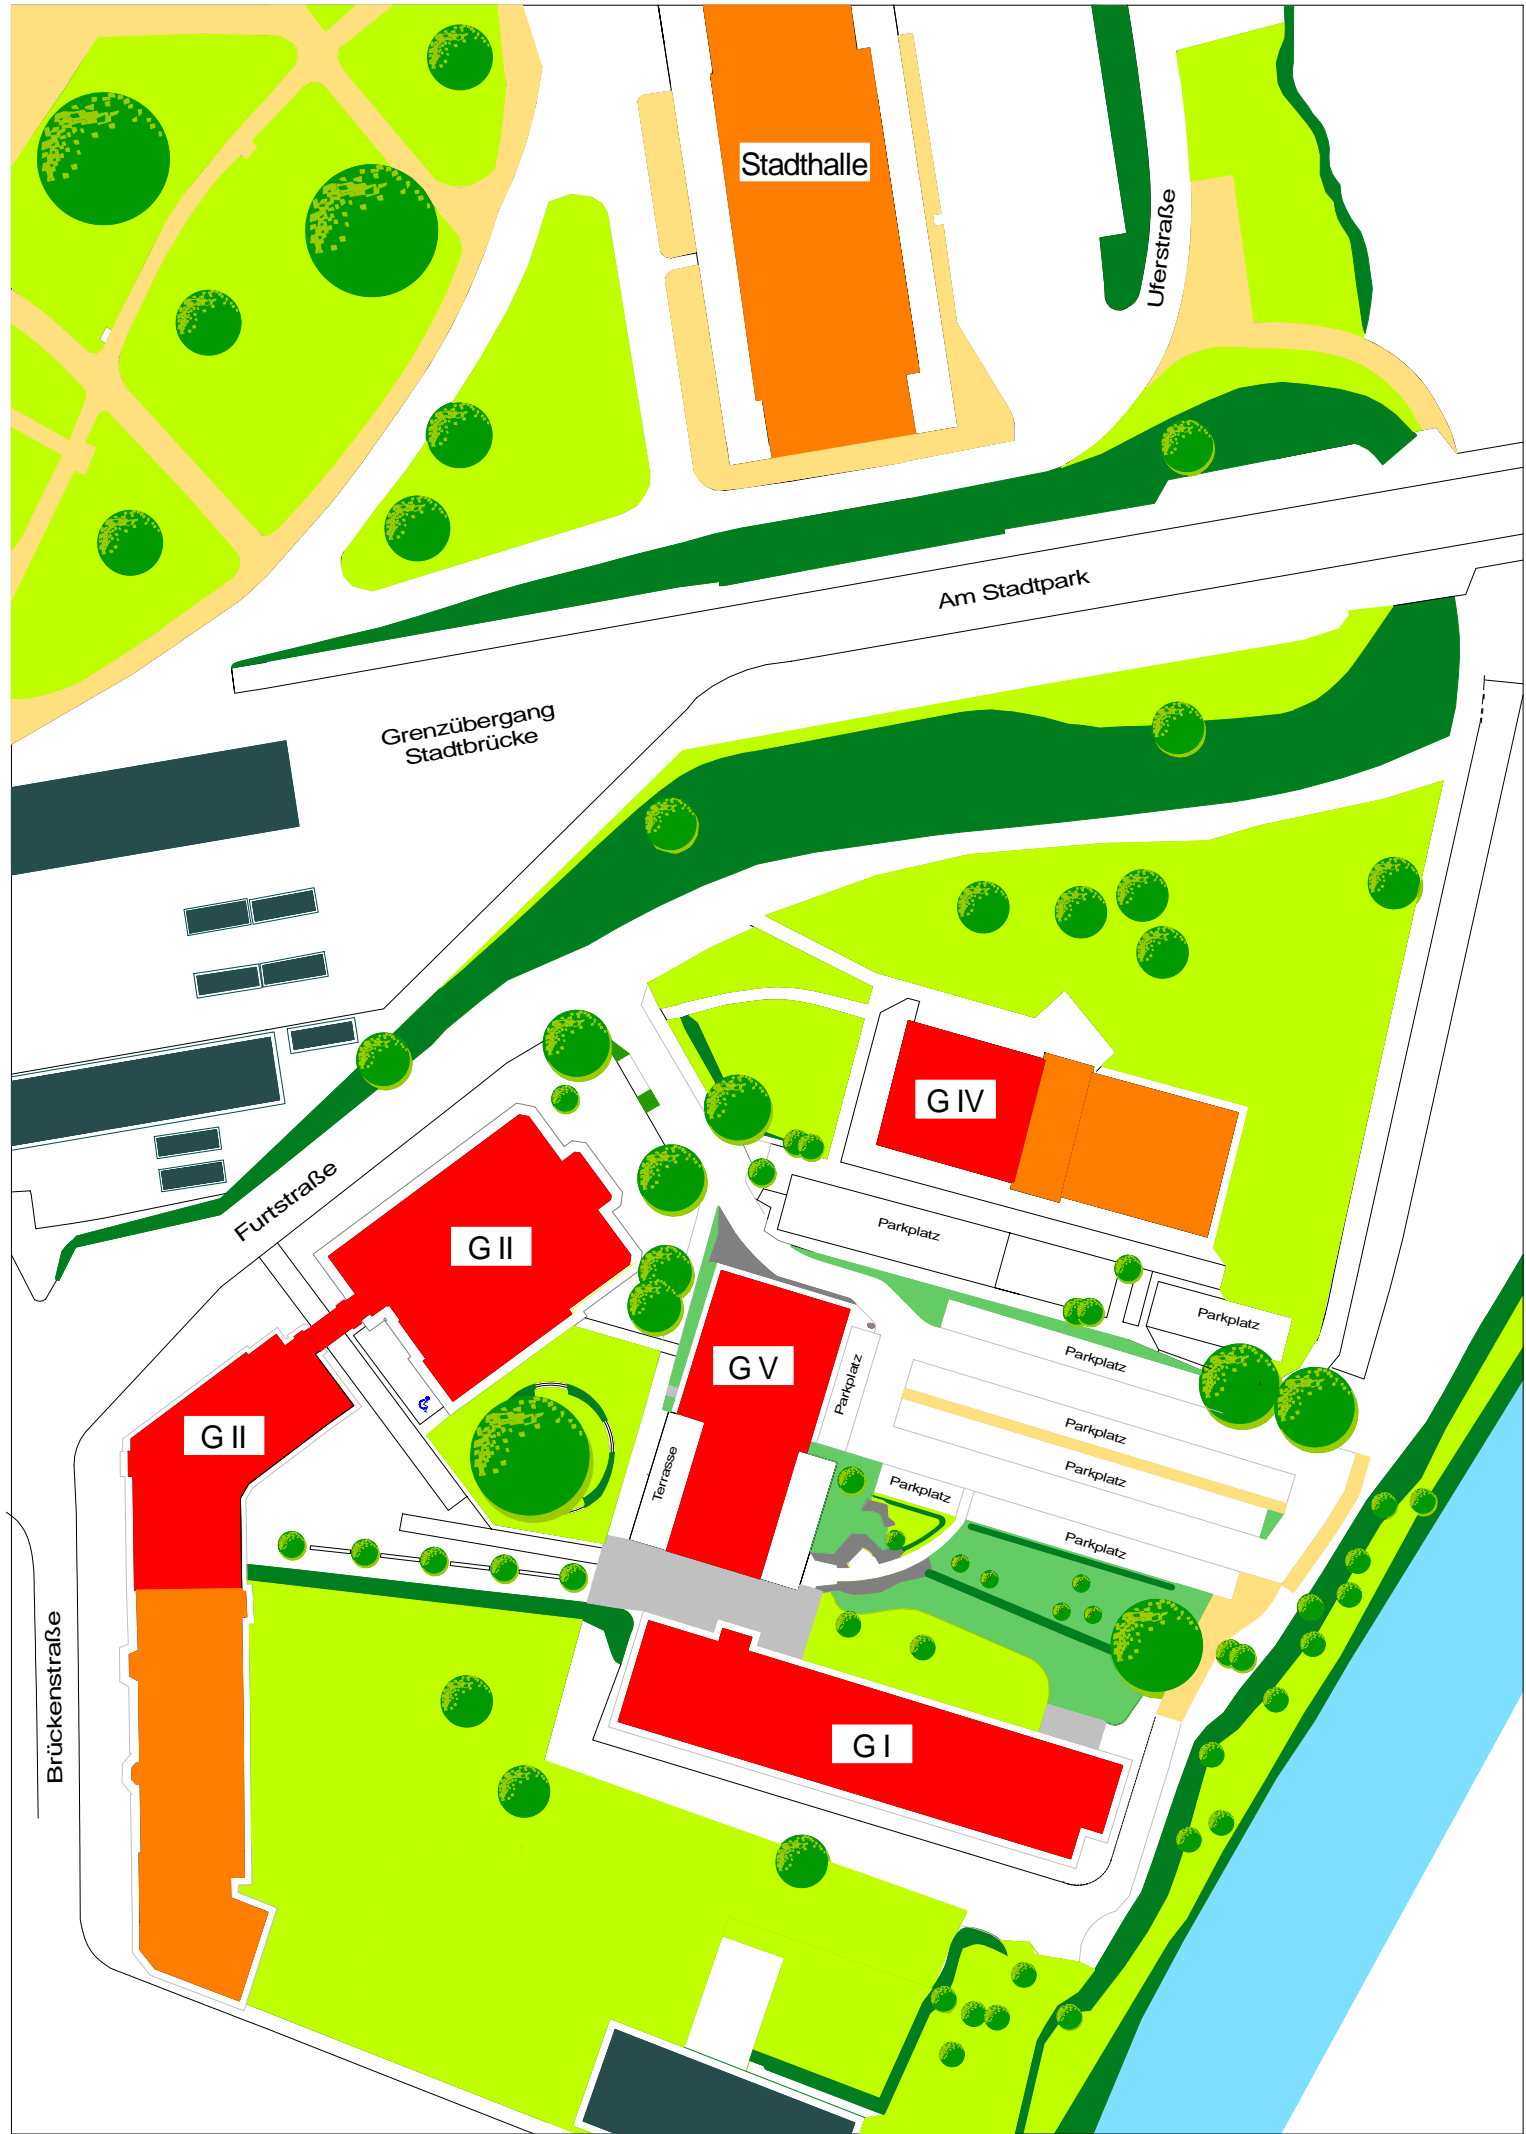 Stadthalle
Uferstraße
Am Stadtpark
Grenzübergang
Stadtbrücke
G IV
Furtstraße
Parkplatz
G II
Parkplatz
Parkplatz
G V
Parkplatz
Parkplatz
G II
Parkplatz
Terrasse
Parkplatz
Parkplatz
Brückenstraße
G I